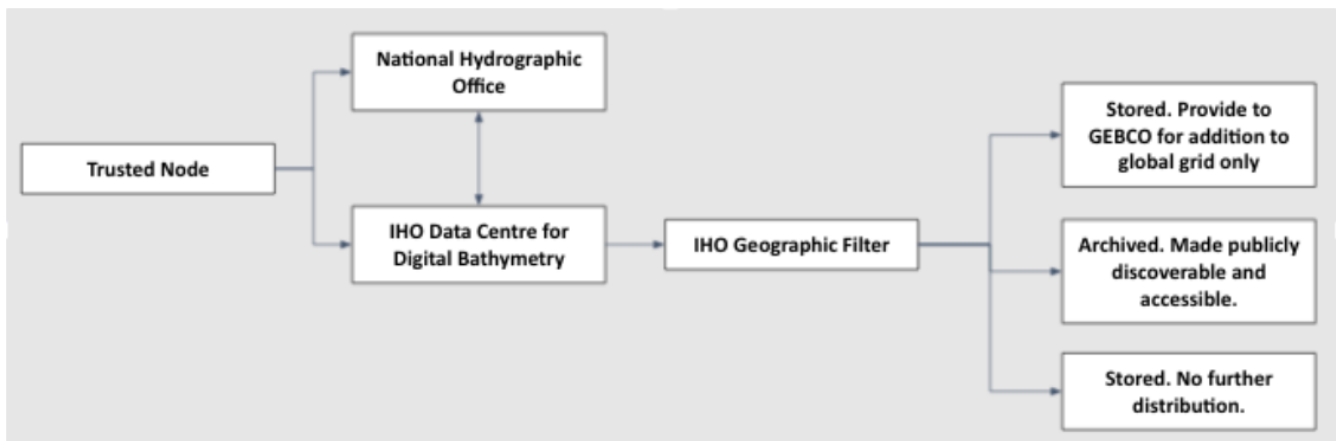 National Hydrographic
Office
Trusted Node
IHO Data Centre for
Digital Bathymetry
IHO Geographic Filter
Stored. Provide to
GEBCO for addition to
global grid only
Archived. Made publicly
discoverable and
accessible.
Stored. No further
distribution.